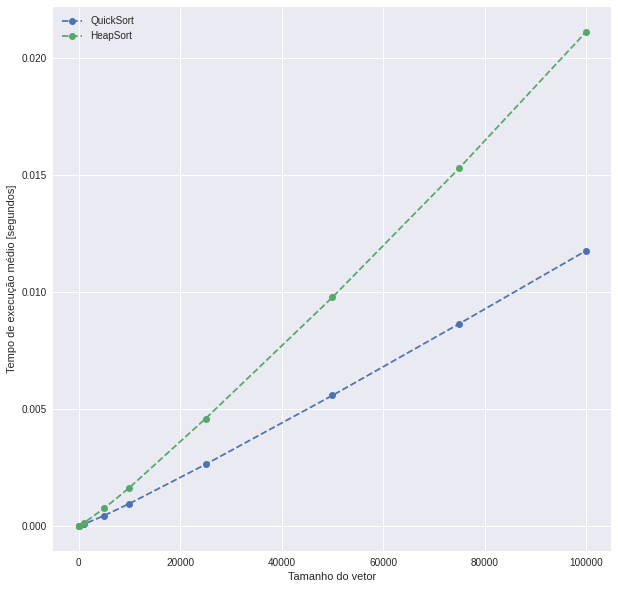 QuickSort
HeapSort
0.020
0.015
0.010
0.005
0.000
Tempo de execução médio [segundos]
0 20000 40000 60000 80000 100000
Tamanho do vetor